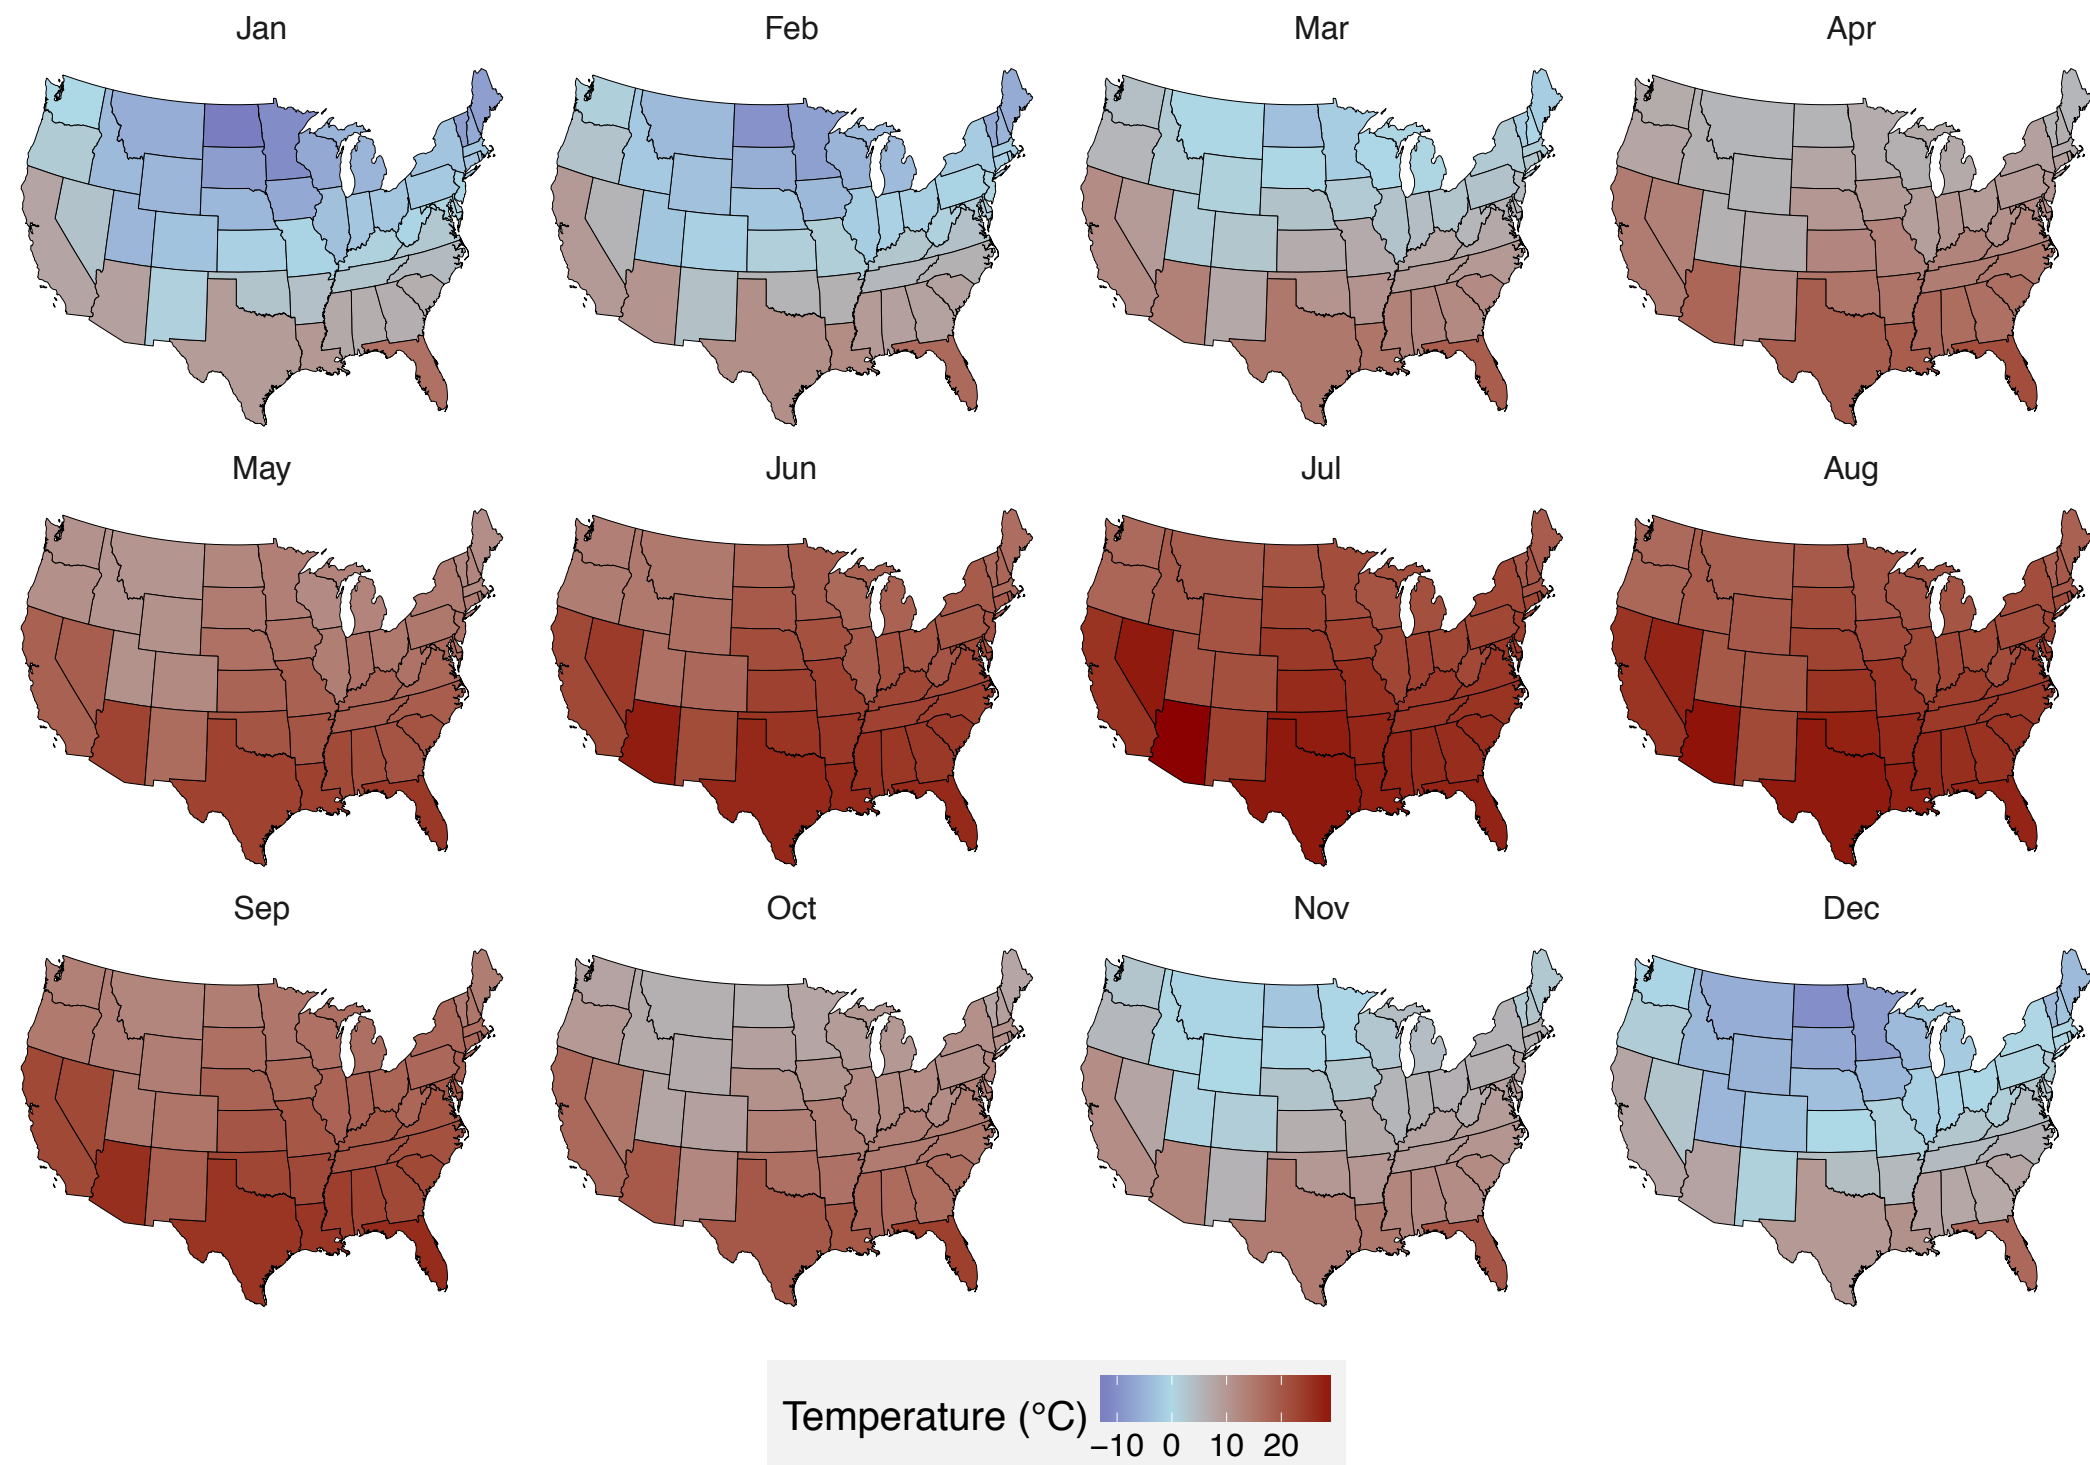 Jan Feb Mar Apr
May Jun Jul Aug
Sep Oct Nov Dec
Temperature (°C)
−10 0 10 20